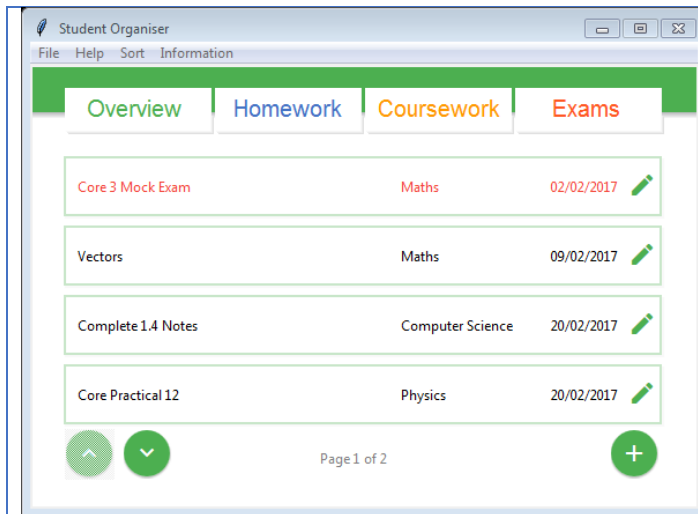 Student Organiser
File Help Sort Information
Overview Homework Coursework Exams
Core 3 Mock Exam Maths 02/02/2017
Vectors Maths 09/02/2017
Complete 1.4 Notes Computer Science 20/02/2017
Core Practical 12 Physics 20/02/2017
Page 1 of 2